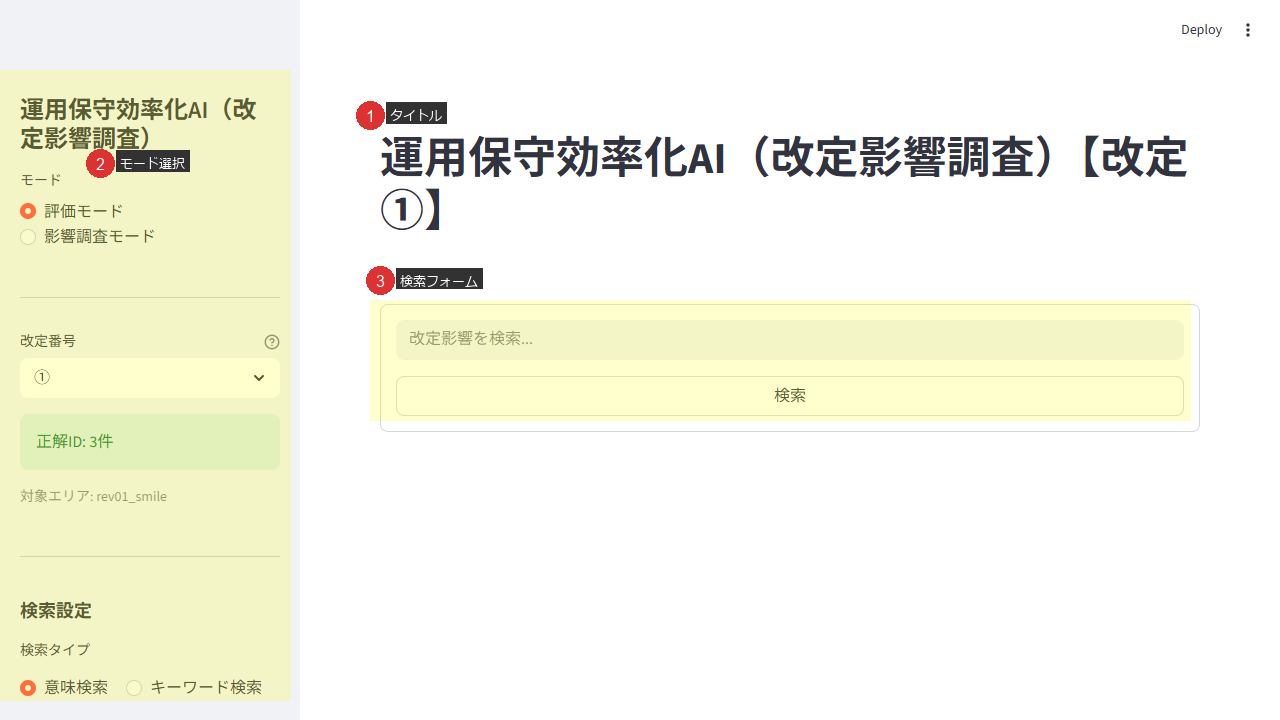 Deploy
運用保守効率化AI（改
定影響調査）
2 モード選択
モード
評価モード
影響調査モード
改定番号
①
正解ID: 3件
対象エリア: rev01_smile
検索設定
検索タイプ
意味検索 キーワード検索
1 タイトル
運用保守効率化AI（改定影響調査）【改定
①】
3 検索フォーム
改定影響を検索...
検索